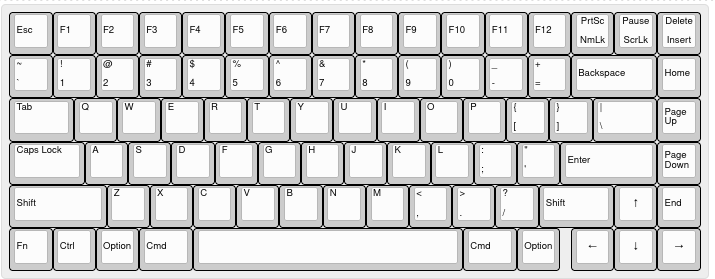 Esc F1 F2 F3 F4 F5 F6 F7 F8 F9 F10 F11 F12 PrtSc Pause Delete
NmLk ScrLk Insert
~ ! @ # $ % ^ & * ( ) _ +
` 1 2 3 4 5 6 7 8 9 0 - = Backspace Home
Tab Q W E R T Y U I O P { } | Page
[ ] \ Up
Caps Lock A S D F G H J K L : " Page
; ' Enter Down
Shift Z X C V B N M < > ? Shift ↑ End
, . /
Fn Ctrl Option Cmd Cmd Option ← ↓ →